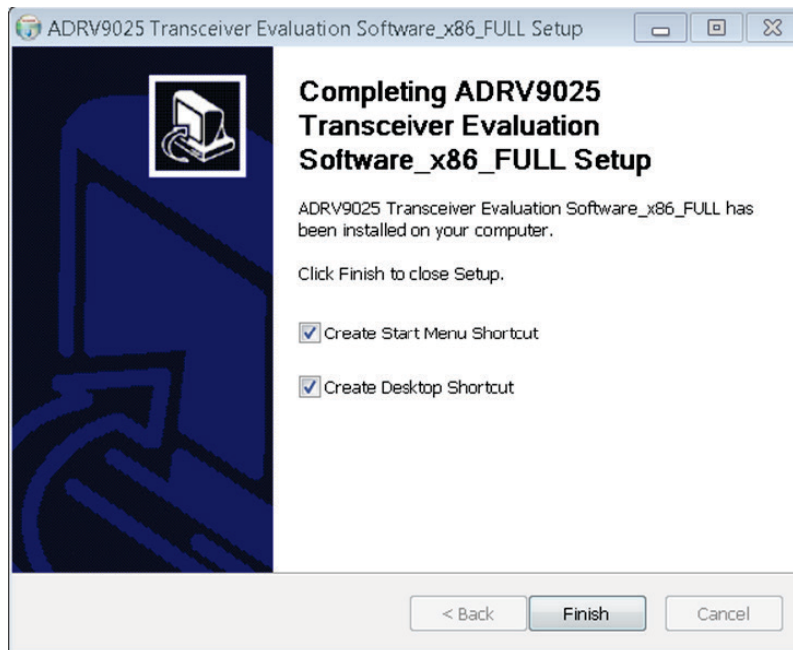 ADRV9025 Transceiver Evaluation Software_x86_FULL Setup
Completing ADRV9025
Transceiver Evaluation
Software_x86_FULL Setup
ADRV9025 Transceiver Evaluation Software_x86_FULL has
been installed on your computer.
Click Finish to close Setup.
Create Start Menu Shortcut
Create Desktop Shortcut
< Back Finish Cancel